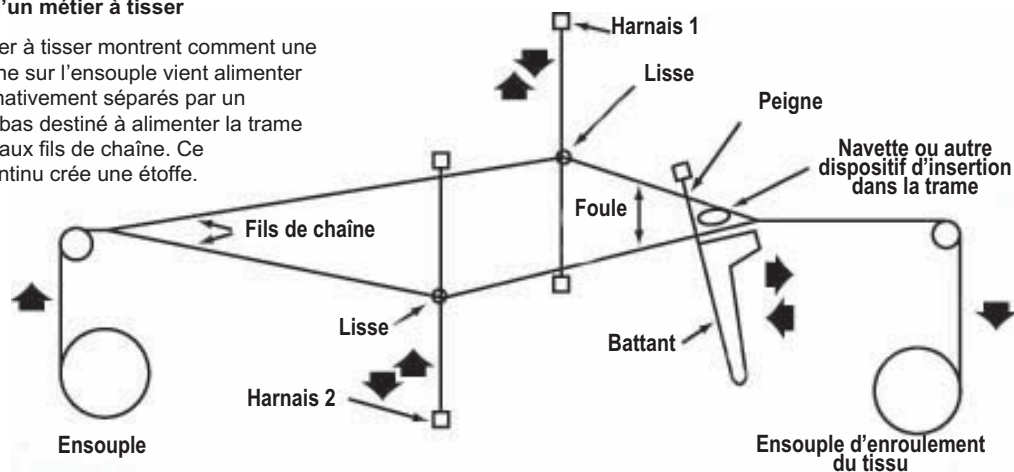 'un métier à tisser
er à tisser montrent comment une
ne sur l'ensouple vient alimenter
nativement séparés par un
bas destiné à alimenter la trame
aux fils de chaîne. Ce
ntinu crée une étoffe.
Harnais 1
Lisse
Peigne
Navette ou autre
dispositif d'insertion
dans la trame
Foule
Fils de chaîne
Lisse
Battant
Harnais 2
Ensouple
Ensouple d'enroulement
du tissu